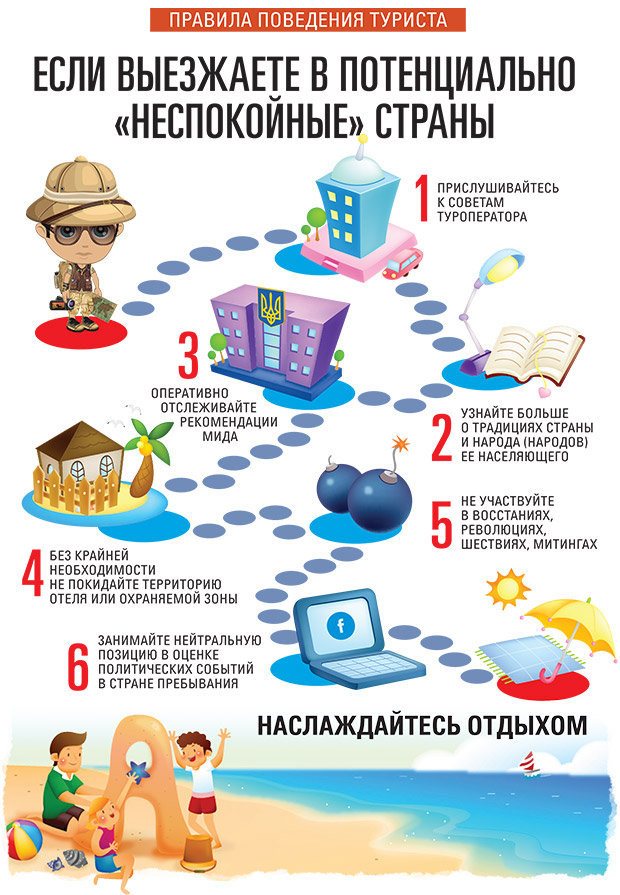 ПРАВИЛА ПОВЕДЕНИЯ ТУРИСТА
ЕСЛИ ВЫЕЗЖАЕТЕ В ПОТЕНЦИАЛЬНО
«НЕСПОКОЙНЫЕ» СТРАНЫ
1
ПРИСЛУШИВАЙТЕСЬ
К СОВЕТАМ
ТУРОПЕРАТОРА
2
УЗНАЙТЕ БОЛЬШЕ
О ТРАДИЦИЯХ СТРАНЫ
И НАРОДА (НАРОДОВ)
ЕЕ НАСЕЛЯЮЩЕГО
3
ОПЕРАТИВНО
ОТСЛЕЖИВАЙТЕ
РЕКОМЕНДАЦИИ
МИДА
4
БЕЗ КРАЙНЕЙ
НЕОБХОДИМОСТИ
НЕ ПОКИДАЙТЕ ТЕРРИТОРИЮ
ОТЕЛЯ ИЛИ ОХРАНЯЕМОЙ ЗОНЫ
5
НЕ УЧАСТВУЙТЕ
В ВОССТАНИЯХ,
РЕВОЛЮЦИЯХ,
ШЕСТВИЯХ, МИТИНГАХ
6
ЗАНИМАЙТЕ НЕЙТРАЛЬНУЮ
ПОЗИЦИЮ В ОЦЕНКЕ
ПОЛИТИЧЕСКИХ СОБЫТИЙ
В СТРАНЕ ПРЕБЫВАНИЯ
f
НАСЛАЖДАЙТЕСЬ ОТДЫХОМ